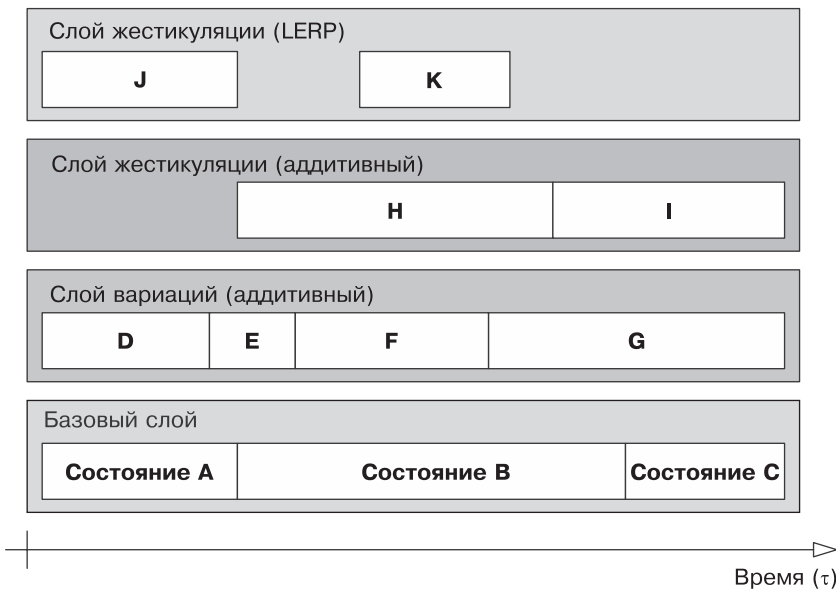 Слой жестикуляции (LERP)
J K
Слой жестикуляции (аддитивный)
H I
Слой вариаций (аддитивный)
D E F G
Базовый слой
Состояние A Состояние B Состояние C
Время (τ)